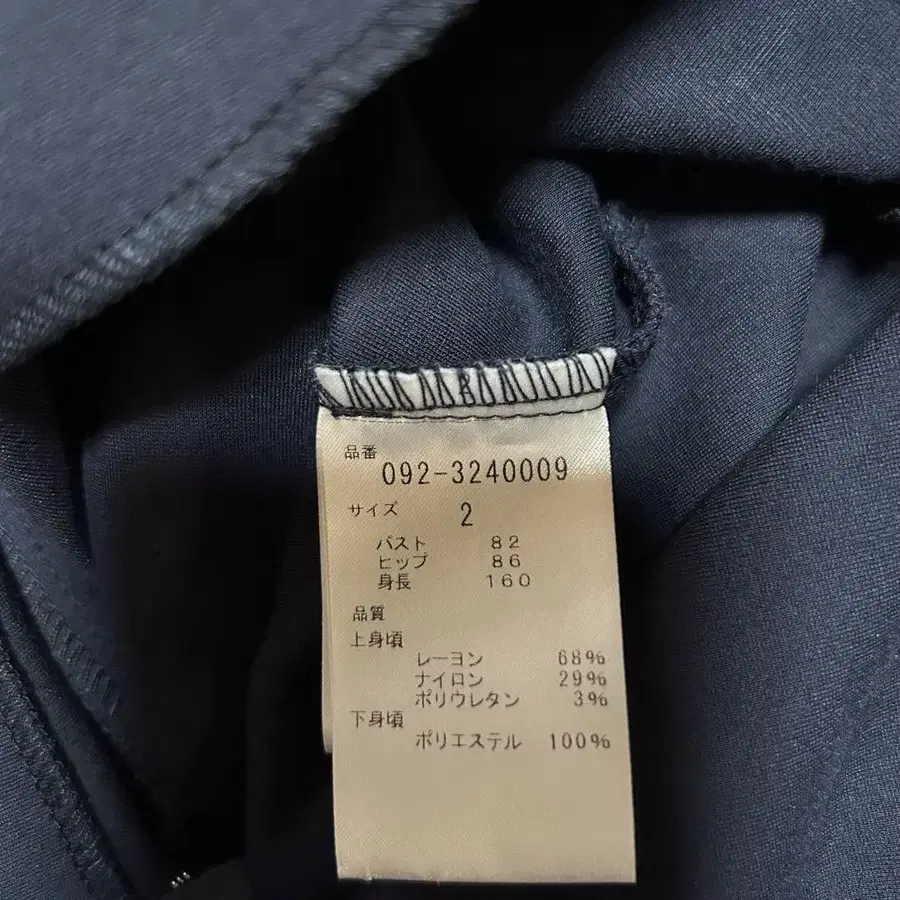 品番
092-3240009
サイズ 2
バスト 82
ヒップ 86
身長 160
品質
上身頃
レーヨン 68%
ナイロン 29%
ポリウレタン 3%
下身頃
ポリエステル 100%